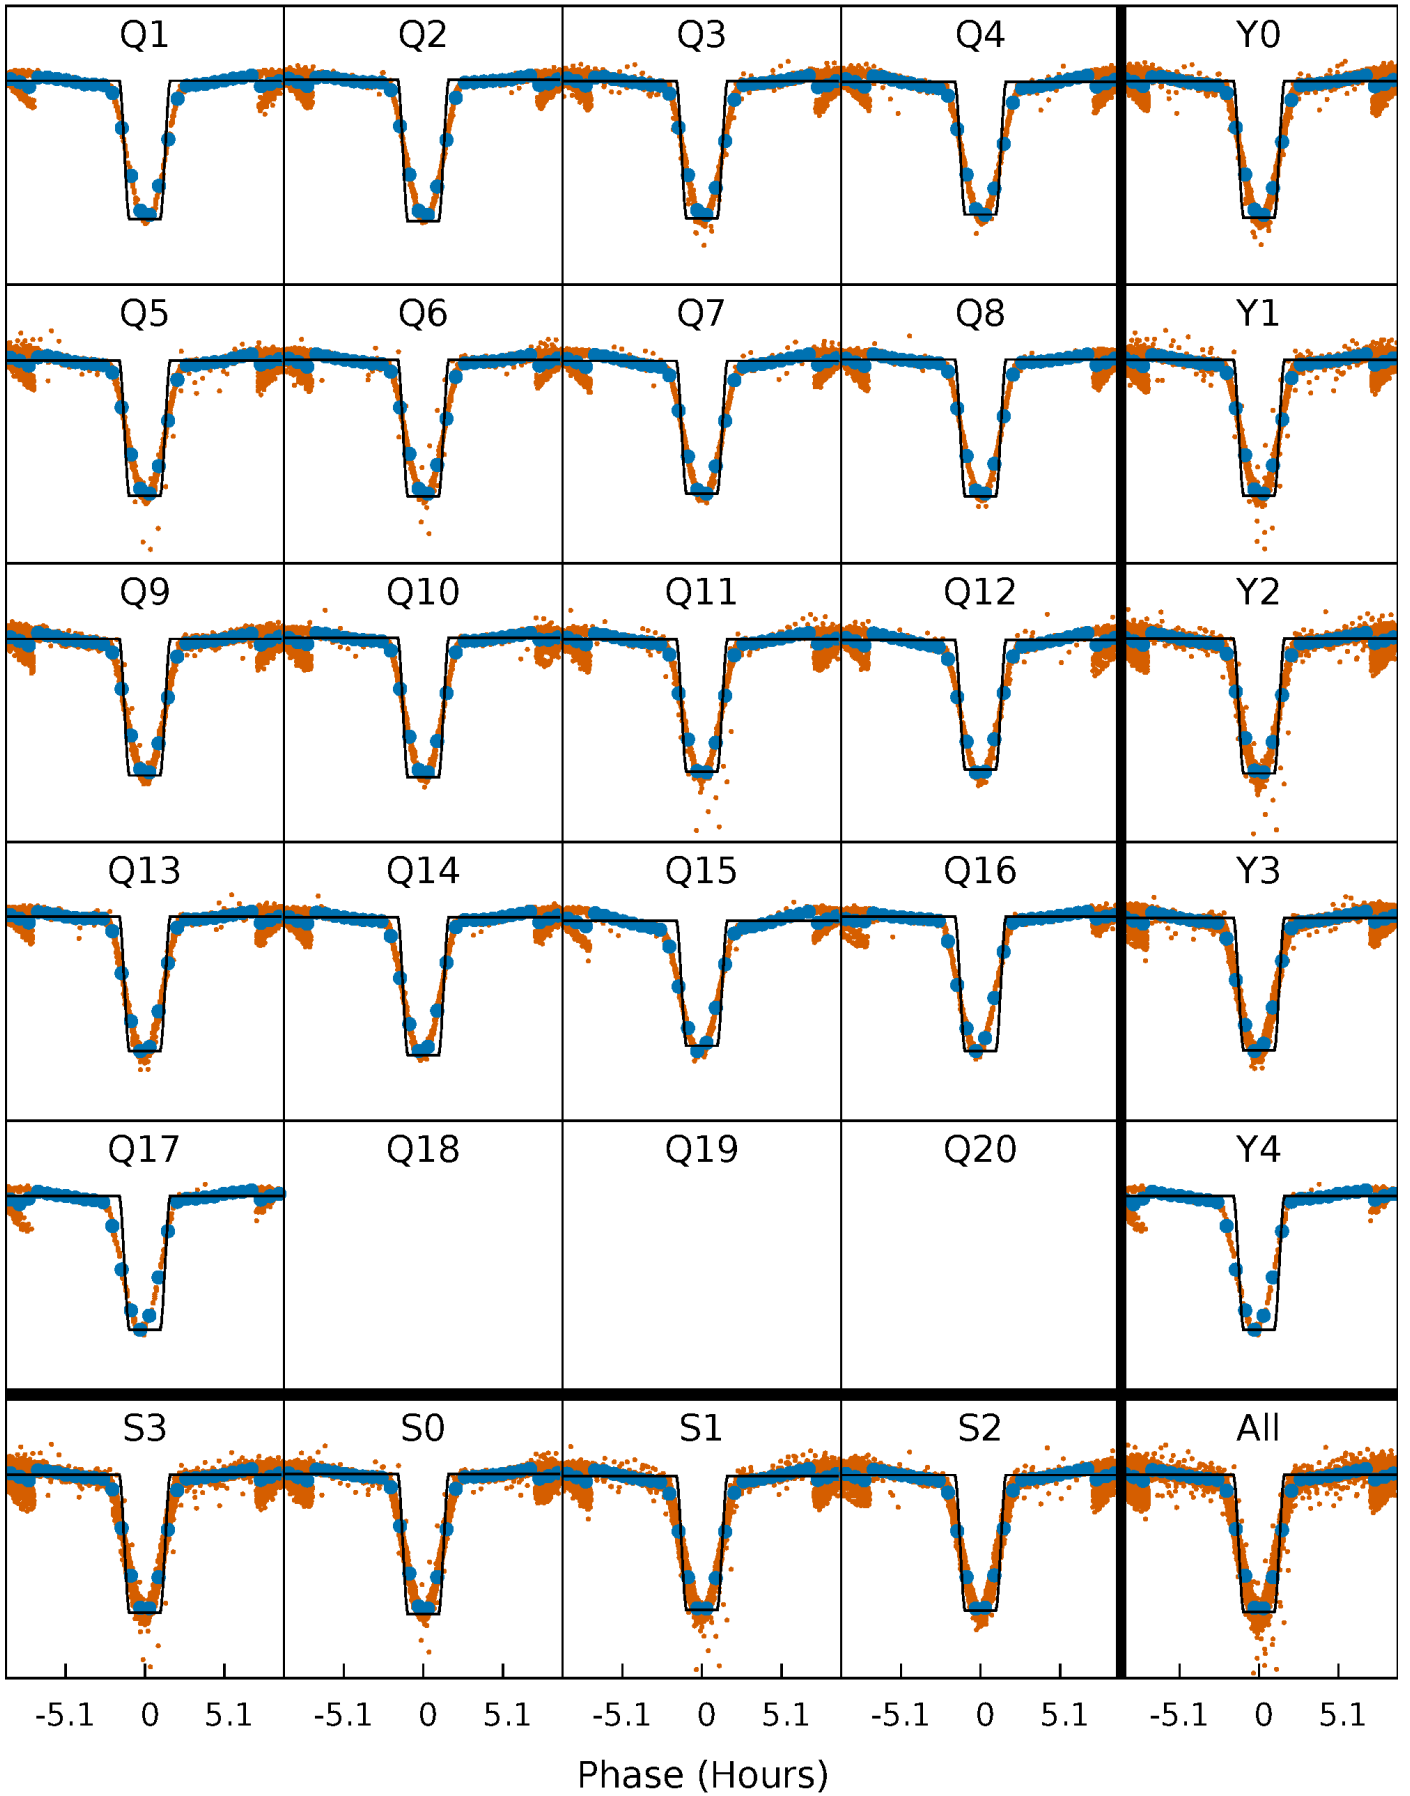 Q1 Q2 Q3 Q4 Y0
Q5 Q6 Q7 Q8 Y1
Q9 Q10 Q11 Q12 Y2
Q13 Q14 Q15 Q16 Y3
Q17 Q18 Q19 Q20 Y4
S3 S0 S1 S2 All
-5.1 0 5.1 -5.1 0 5.1 -5.1 0 5.1 -5.1 0 5.1 -5.1 0 5.1
Phase (Hours)